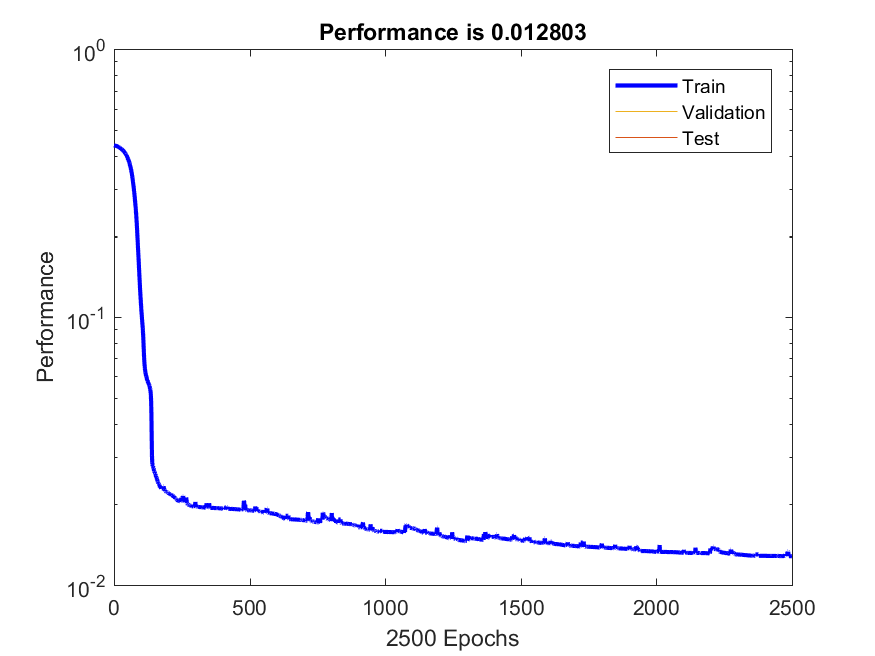 Performance is 0.012803
10^0
10^-1
10^-2
Performance
Train
Validation
Test
0 500 1000 1500 2000 2500
2500 Epochs